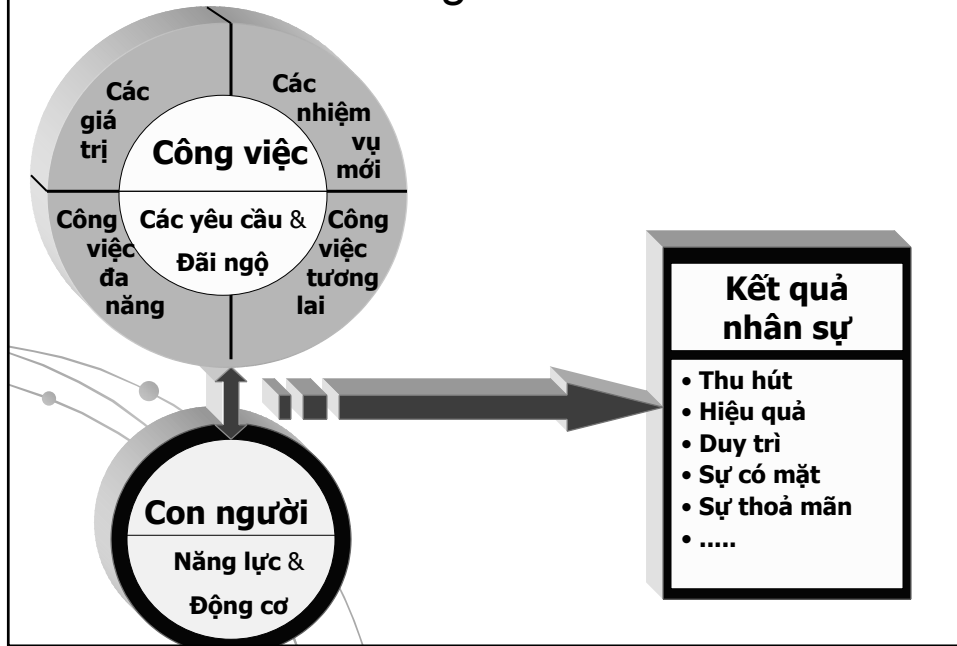 Các
giá
trị
Các
nhiệm
vụ
mới
Công việc
Các yêu cầu &
Đãi ngộ
Công
việc
đa
năng
Công
việc
tương
lai
Con người
Năng lực &
Động cơ
Kết quả
nhân sự
• Thu hút
• Hiệu quả
• Duy trì
• Sự có mặt
• Sự thoả mãn
• .....